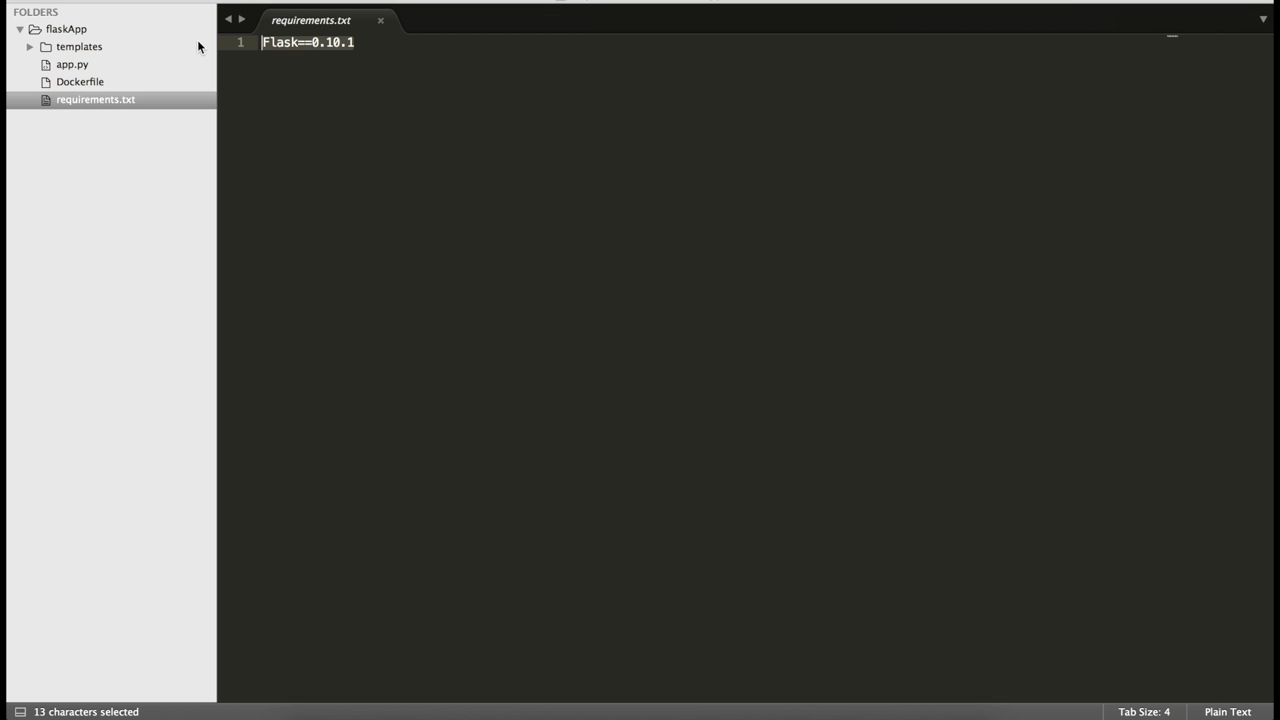 FOLDERS
flaskApp
templates
app.py
Dockerfile
requirements.txt
requirements.txt ×
1 Flask==0.10.1
13 characters selected
Tab Size: 4
Plain Text